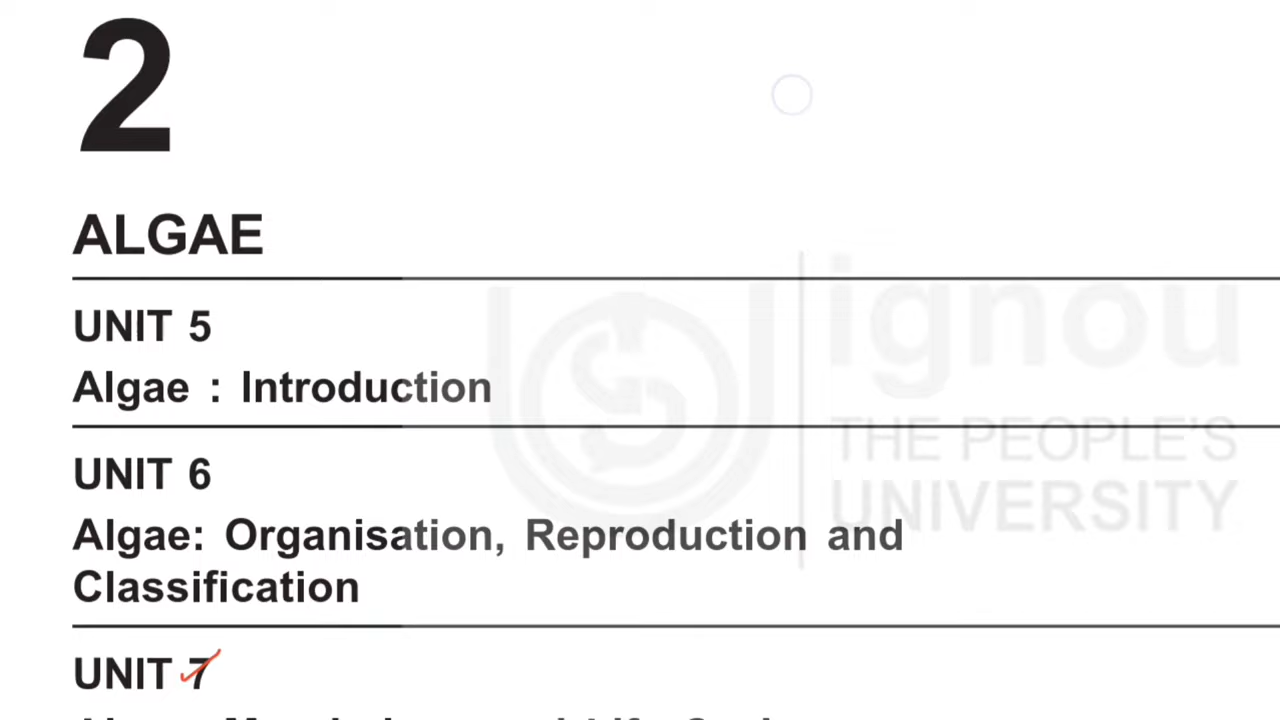 2
ALGAE
UNIT 5
Algae : Introduction
UNIT 6
Algae: Organisation, Reproduction and
Classification
UNIT 7
ignou
THE PEOPLE'S
UNIVERSITY